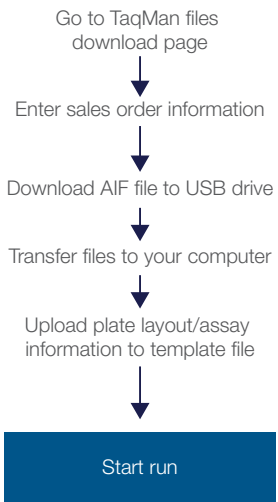 Go to TaqMan files
download page
Enter sales order information
Download AIF file to USB drive
Transfer files to your computer
Upload plate layout/assay
information to template file
Start run